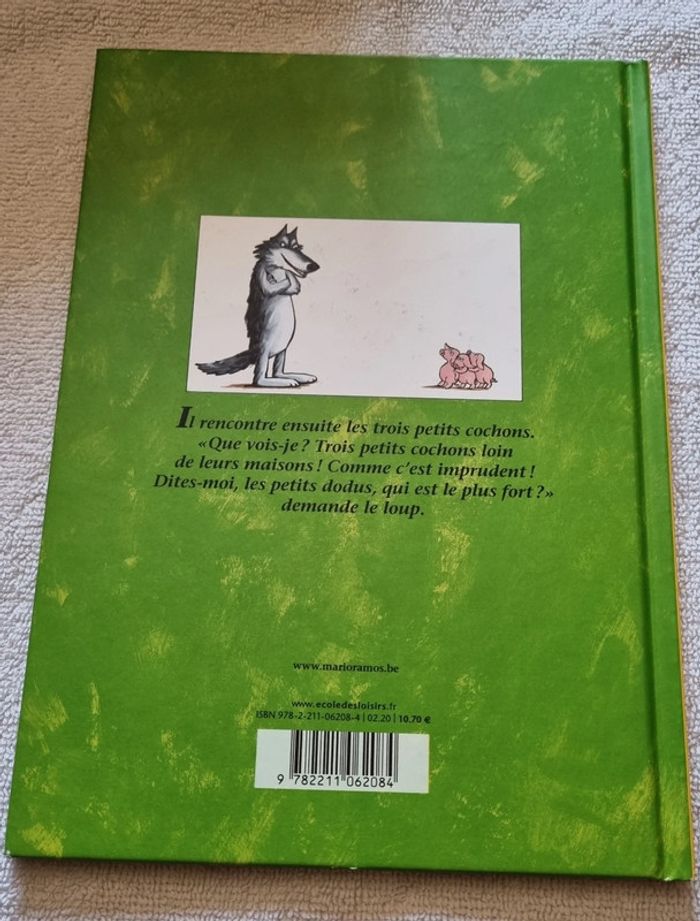 Il rencontre ensuite les trois petits cochons.
«Que vois-je? Trois petits cochons loin
de leurs maisons! Comme c'est imprudent!
Dites-moi, les petits dodus, qui est le plus fort?»
demande le loup.
www.marioramos.be
www.ecoledesloisirs.fr
ISBN 978-2-211-06208-4 | 02.20 | 10.70 €
9 782211 062084